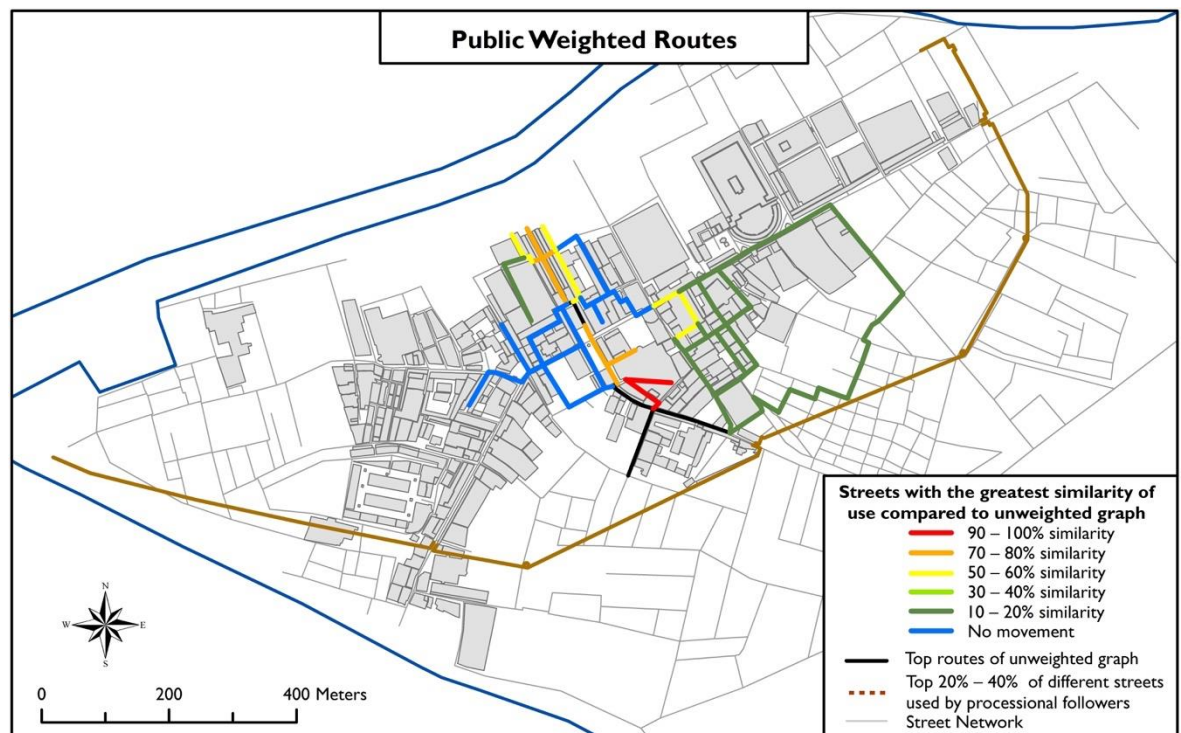 Public Weighted Routes
N
W
E
S
0
200
400 Meters
Streets with the greatest similarity of
use compared to unweighted graph
90 – 100% similarity
70 – 80% similarity
50 – 60% similarity
30 – 40% similarity
10 – 20% similarity
No movement
Top routes of unweighted graph
Top 20% – 40% of different streets
used by processional followers
Street Network